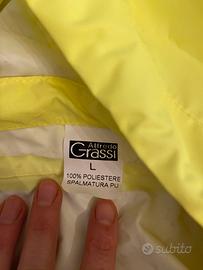 Alfredo
Grassi
L
100% POLIESTERE
SPALMATURA PU
subito